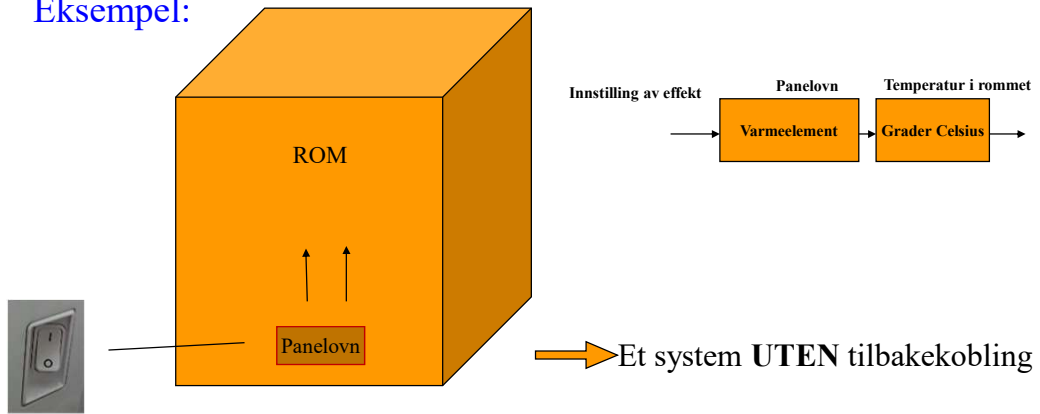 Eksempel:
Innstilling av effekt
Panelovn
Temperatur i rommet
Varmeelement
Grader Celsius
ROM
Panelovn
Et system UTEN tilbakekobling